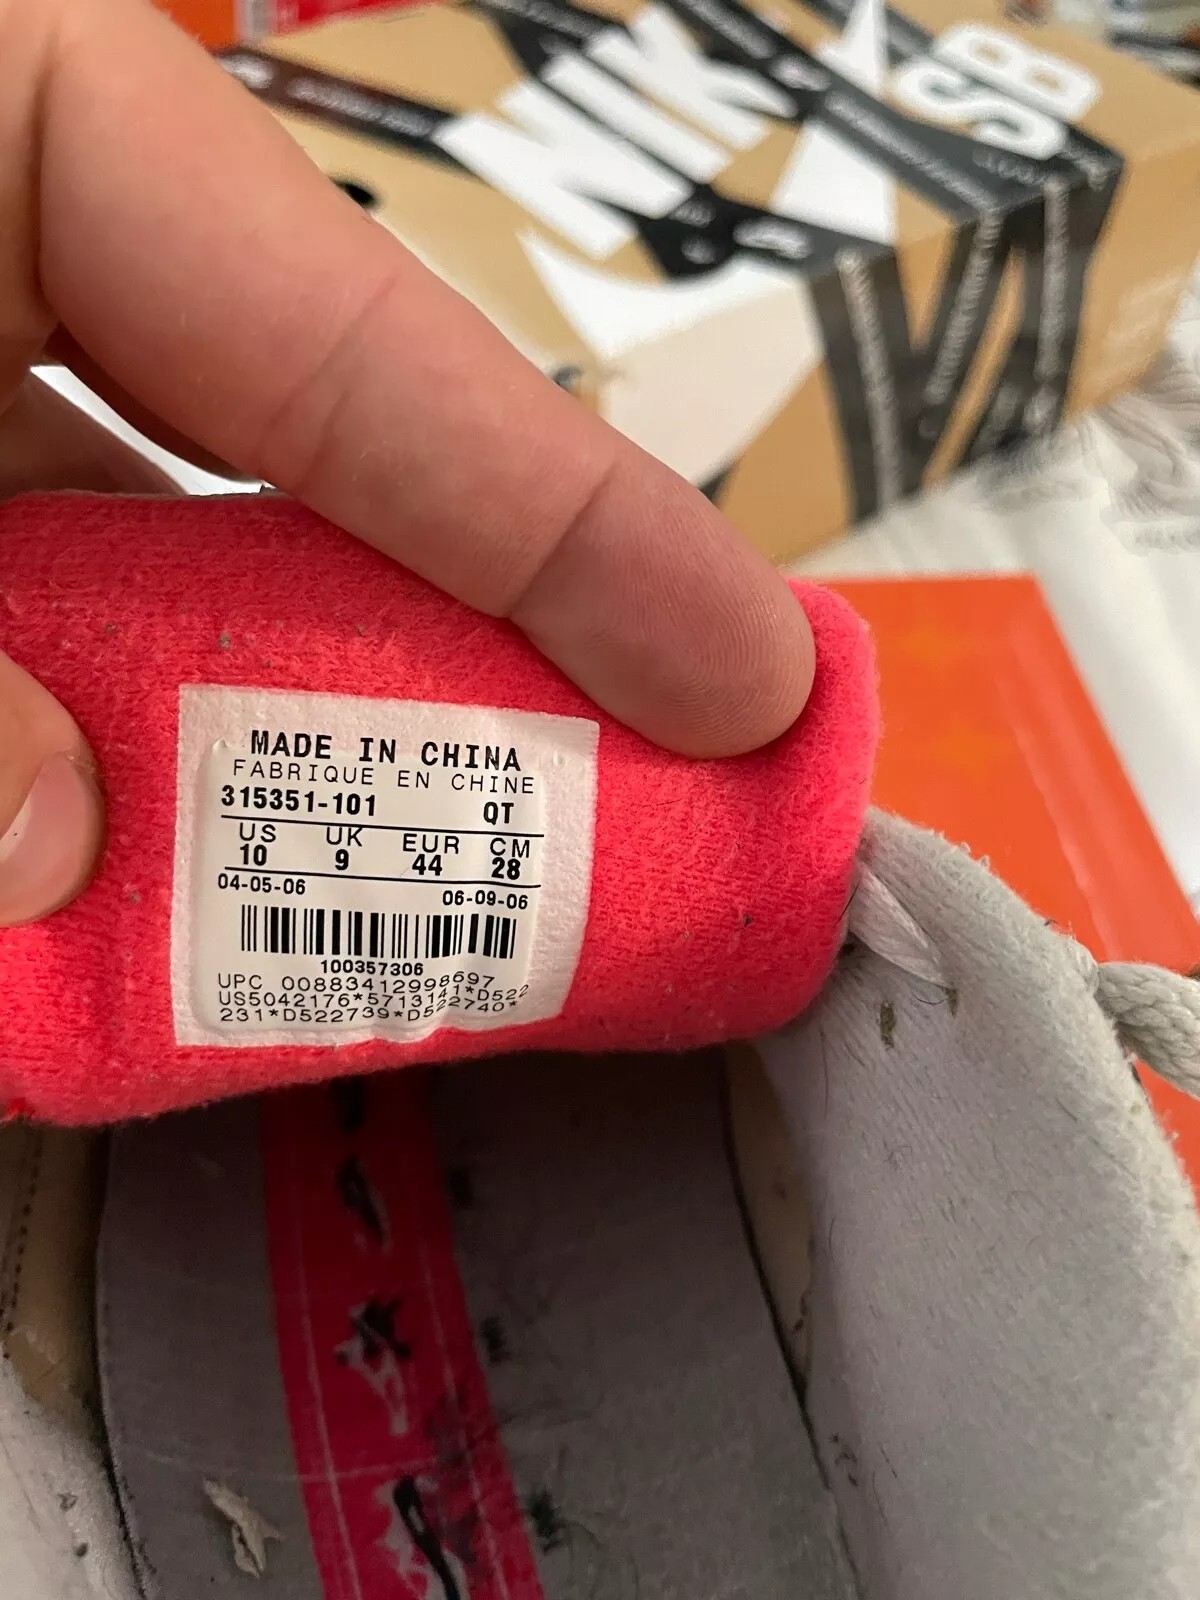 NIK
SB
MADE IN CHINA
FABRIQUE EN CHINE
315351-101 QT
US UK EUR CM
10 9 44 28
04-05-06 06-09-06
100357306
UPC 00883412998697
US5042176*5713141*D522
231*D522739*D522740*